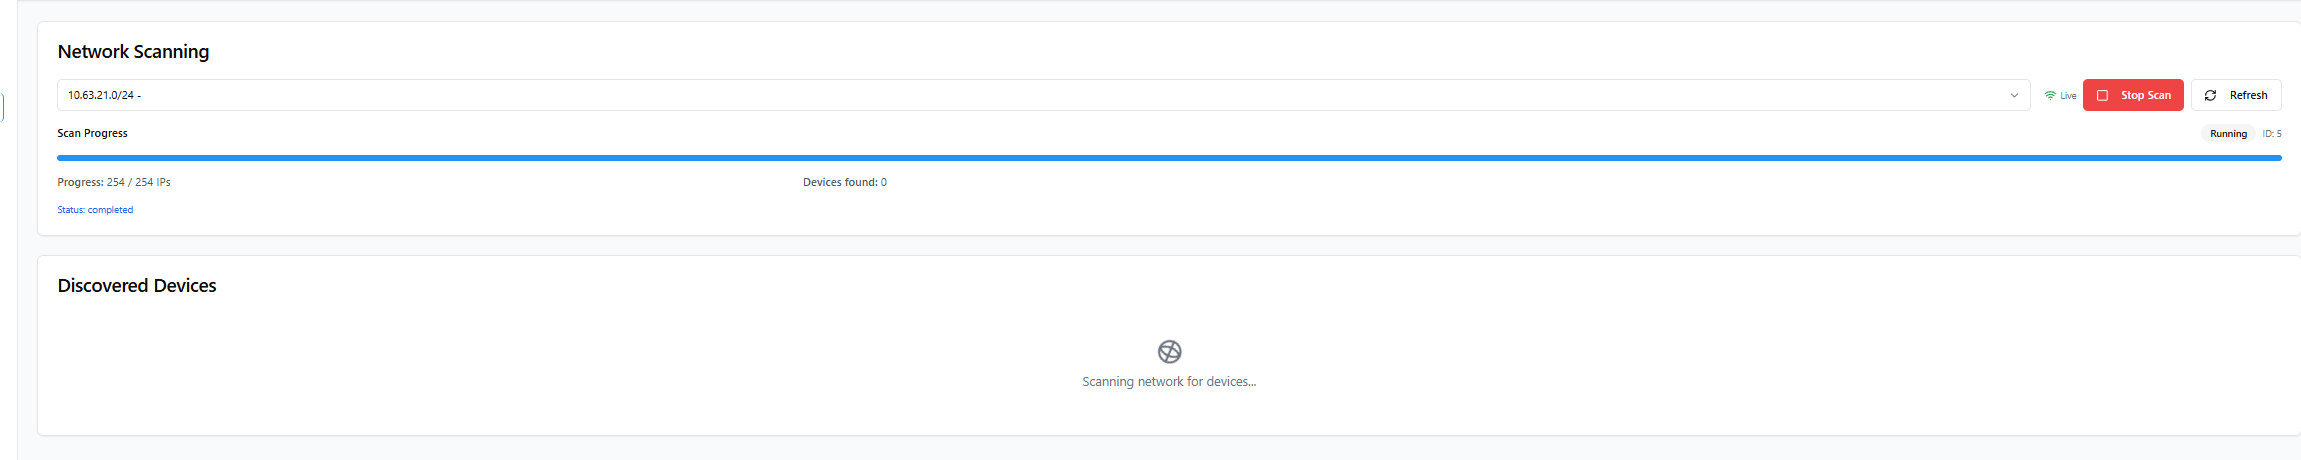 Network Scanning
10.63.21.0/24 -
Live
Stop Scan
Refresh
Scan Progress
Running
ID: 5
Progress: 254 / 254 IPs
Devices found: 0
Status: completed
Discovered Devices
Scanning network for devices...